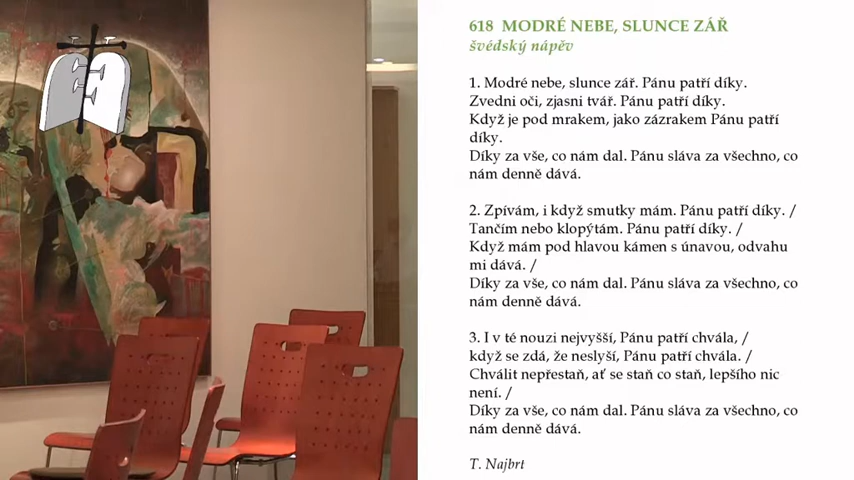 618 MODRÉ NEBE, SLUNCE ZÁŘ
švédský nápěv
1. Modré nebe, slunce zář. Pánu patří díky.
Zvedni oči, zjasni tvář. Pánu patří díky.
Když je pod mrakem, jako zázrakem Pánu patří
díky.
Díky za vše, co nám dal. Pánu sláva za všechno, co
nám denně dává.
2. Zpívám, i když smutky mám. Pánu patří díky. /
Tančím nebo klopýtám. Pánu patří díky. /
Když mám pod hlavou kámen s únavou, odvahu
mi dává. /
Díky za vše, co nám dal. Pánu sláva za všechno, co
nám denně dává.
3. I v té nouzi nejvyšší, Pánu patří chvála, /
když se zdá, že neslyší, Pánu patří chvála. /
Chválit nepřestaň, ať se staň co staň, lepšího nic
není. /
Díky za vše, co nám dal. Pánu sláva za všechno, co
nám denně dává.
T. Najbrt